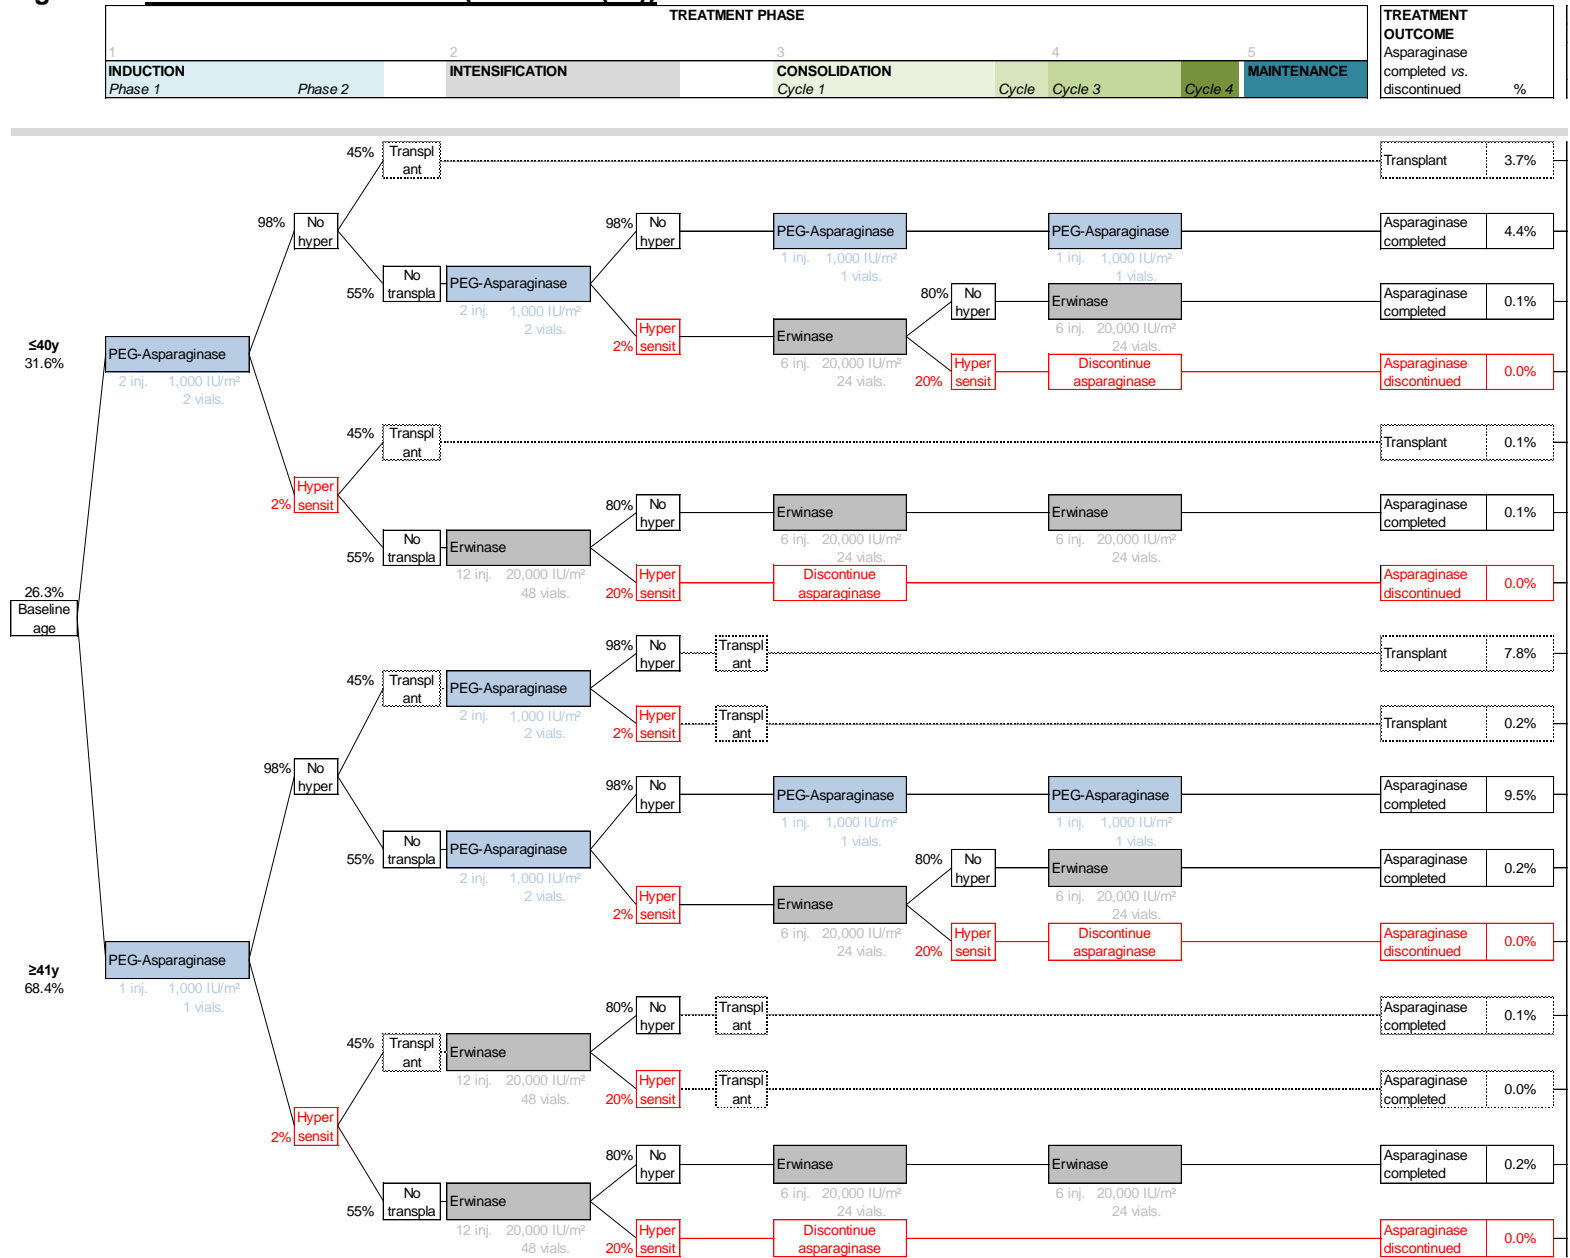 TREATMENT PHASE
1 2 3 4 5
INDUCTION INTENSIFICATION CONSOLIDATION MAINTENANCE
Phase 1 Phase 2 Cycle 1 Cycle Cycle 3 Cycle 4
TREATMENT
OUTCOME
Asparaginase
completed vs.
discontinued %
45% Transpl
ant
Transplant 3.7%
98% No
hyper
98% No
hyper
PEG-Asparaginase
1 inj. 1,000 IU/m²
1 vials.
PEG-Asparaginase
1 inj. 1,000 IU/m²
1 vials.
Asparaginase
completed 4.4%
55% No
transpla
PEG-Asparaginase
2 inj. 1,000 IU/m²
2 vials.
80% No
hyper
Erwinase
6 inj. 20,000 IU/m²
24 vials.
Asparaginase
completed 0.1%
2% Hyper
sensit
Erwinase
6 inj. 20,000 IU/m²
24 vials.
≤40y
31.6%
PEG-Asparaginase
2 inj. 1,000 IU/m²
2 vials.
20% Hyper
sensit
Discontinue
asparaginase
Asparaginase
discontinued 0.0%
45% Transpl
ant
Transplant 0.1%
2% Hyper
sensit
80% No
hyper
Erwinase
6 inj. 20,000 IU/m²
24 vials.
Erwinase
6 inj. 20,000 IU/m²
24 vials.
Asparaginase
completed 0.1%
55% No
transpla
Erwinase
12 inj. 20,000 IU/m²
48 vials.
20% Hyper
sensit
Discontinue
asparaginase
Asparaginase
discontinued 0.0%
26.3%
Baseline
age
98% No
hyper
Transpl
ant
Transplant 7.8%
45% Transpl
ant
PEG-Asparaginase
2 inj. 1,000 IU/m²
2 vials.
2% Hyper
sensit
Transpl
ant
Transplant 0.2%
98% No
hyper
98% No
hyper
PEG-Asparaginase
1 inj. 1,000 IU/m²
1 vials.
PEG-Asparaginase
1 inj. 1,000 IU/m²
1 vials.
Asparaginase
completed 9.5%
55% No
transpla
PEG-Asparaginase
2 inj. 1,000 IU/m²
2 vials.
80% No
hyper
Erwinase
6 inj. 20,000 IU/m²
24 vials.
Asparaginase
completed 0.2%
2% Hyper
sensit
Erwinase
6 inj. 20,000 IU/m²
24 vials.
20% Hyper
sensit
Discontinue
asparaginase
Asparaginase
discontinued 0.0%
≥41y
68.4%
PEG-Asparaginase
1 inj. 1,000 IU/m²
1 vials.
80% No
hyper
Transpl
ant
Asparaginase
completed 0.1%
45% Transpl
ant
Erwinase
12 inj. 20,000 IU/m²
48 vials.
20% Hyper
sensit
Transpl
ant
Asparaginase
completed 0.0%
2% Hyper
sensit
80% No
hyper
Erwinase
6 inj. 20,000 IU/m²
24 vials.
Erwinase
6 inj. 20,000 IU/m²
24 vials.
Asparaginase
completed 0.2%
55% No
transpla
Erwinase
12 inj. 20,000 IU/m²
48 vials.
20% Hyper
sensit
Discontinue
asparaginase
Asparaginase
discontinued 0.0%